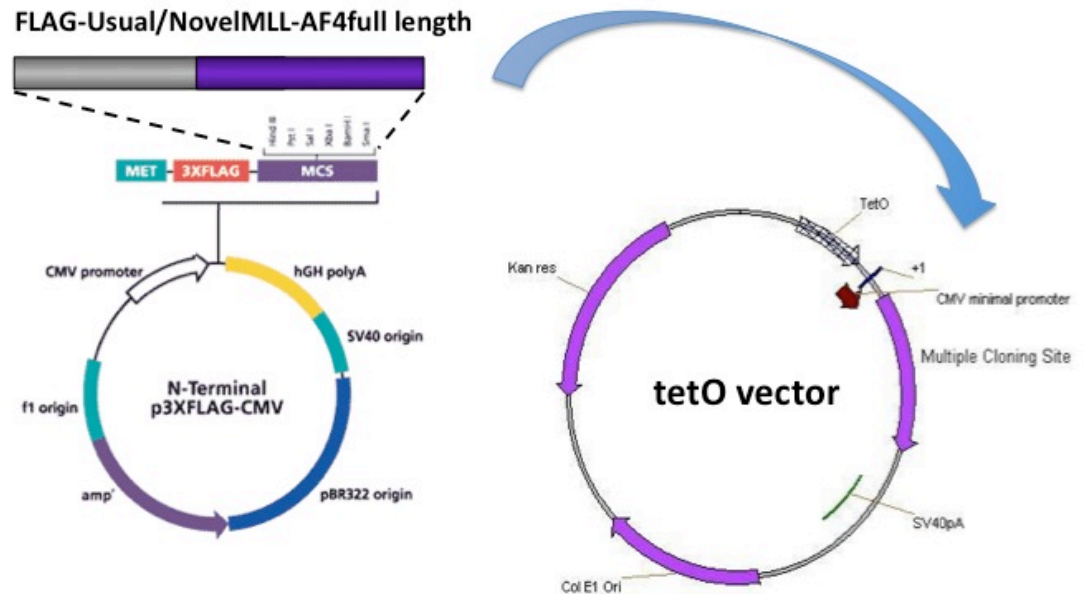 FLAG-Usual/NovelMLL-AF4full length
Hind III
Pst I
Sal I
Xba I
BamH I
Sma I
MET
3XFLAG
MCS
CMV promoter
hGH polyA
SV40 origin
N-Terminal
p3XFLAG-CMV
f1 origin
ampʳ
pBR322 origin
TetO
Kan res
+1
CMV minimal promoter
Multiple Cloning Site
tetO vector
SV40pA
Col E1 Ori